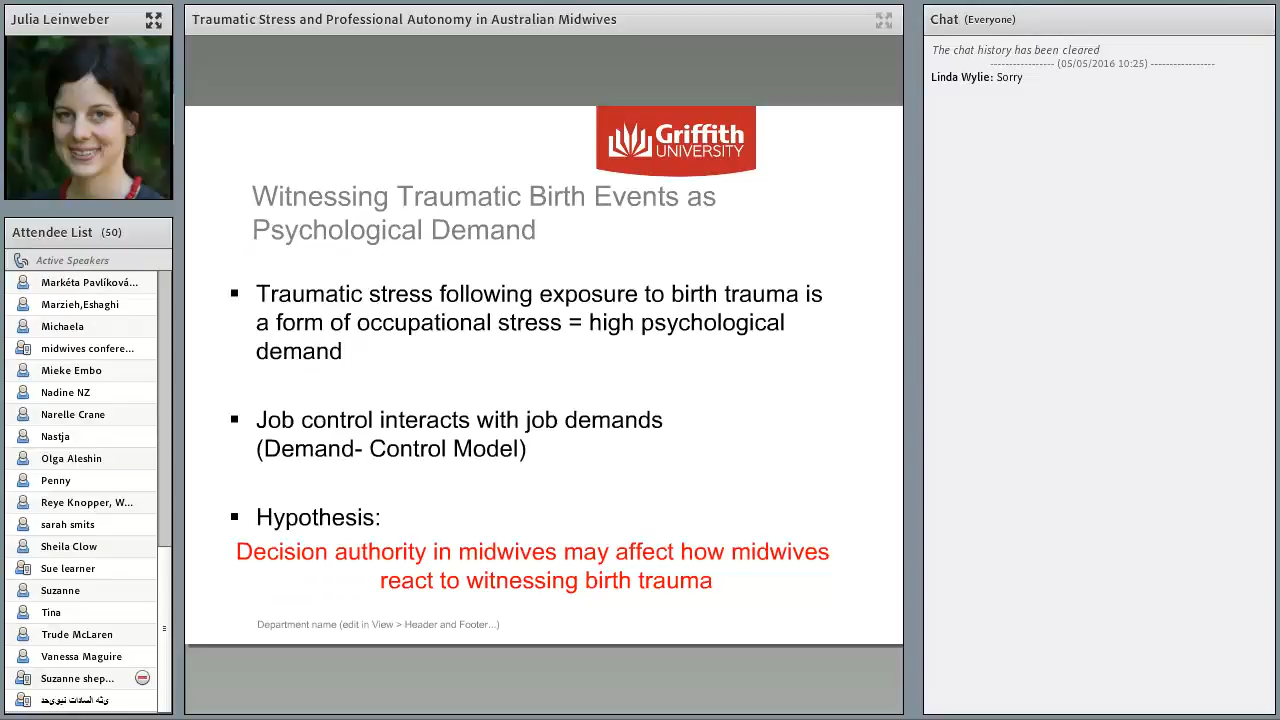 Julia Leinweber
Attendee List (50)
Active Speakers
Markéta Pavlíková...
Marzieh,Eshaghi
Michaela
midwives confere...
Mieke Embo
Nadine NZ
Narelle Crane
Nastja
Olga Aleshin
Penny
Reye Knopper, W...
sarah smits
Sheila Clow
Sue learner
Suzanne
Tina
Trude McLaren
Vanessa Maguire
Suzanne shep...
Traumatic Stress and Professional Autonomy in Australian Midwives
Griffith
UNIVERSITY
Witnessing Traumatic Birth Events as
Psychological Demand
▪ Traumatic stress following exposure to birth trauma is
a form of occupational stress = high psychological
demand
▪ Job control interacts with job demands
(Demand- Control Model)
▪ Hypothesis:
Decision authority in midwives may affect how midwives
react to witnessing birth trauma
Department name (edit in View > Header and Footer...)
Chat (Everyone)
The chat history has been cleared
----------------- (05/05/2016 10:25) -----------------
Linda Wylie: Sorry